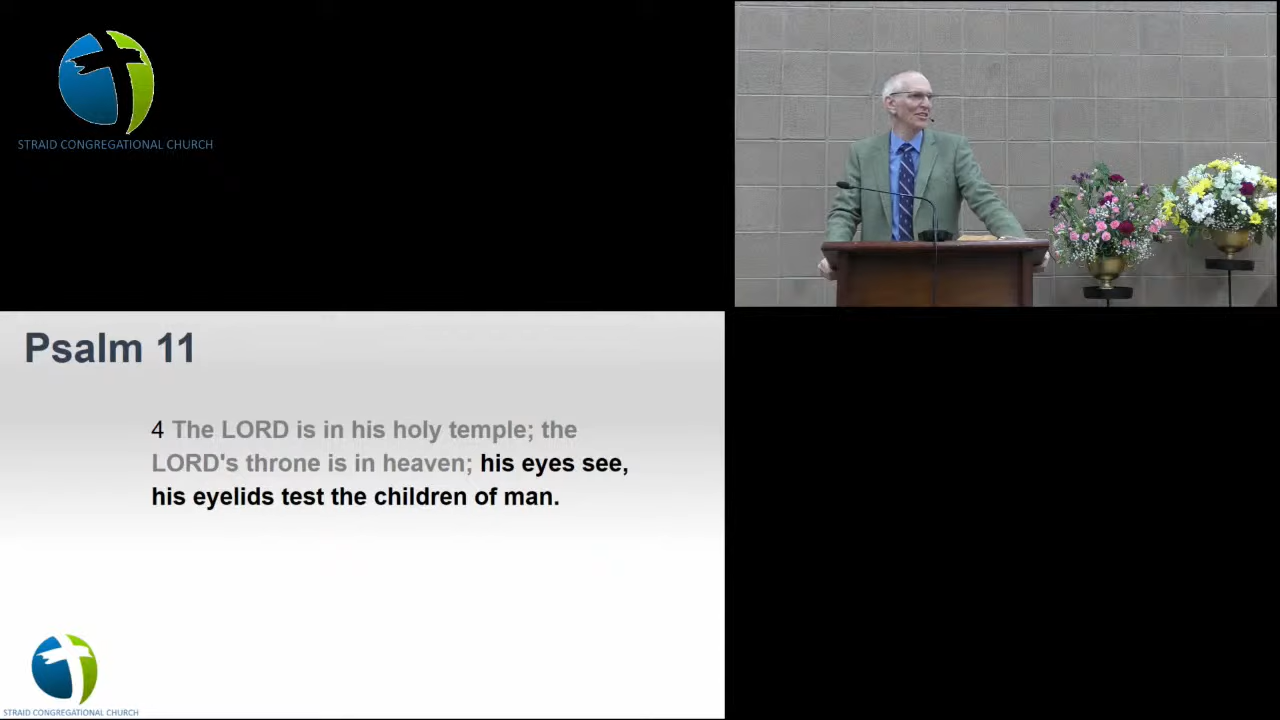 STRAID CONGREGATIONAL CHURCH
Psalm 11
4 The LORD is in his holy temple; the
LORD's throne is in heaven; his eyes see,
his eyelids test the children of man.
STRAID CONGREGATIONAL CHURCH